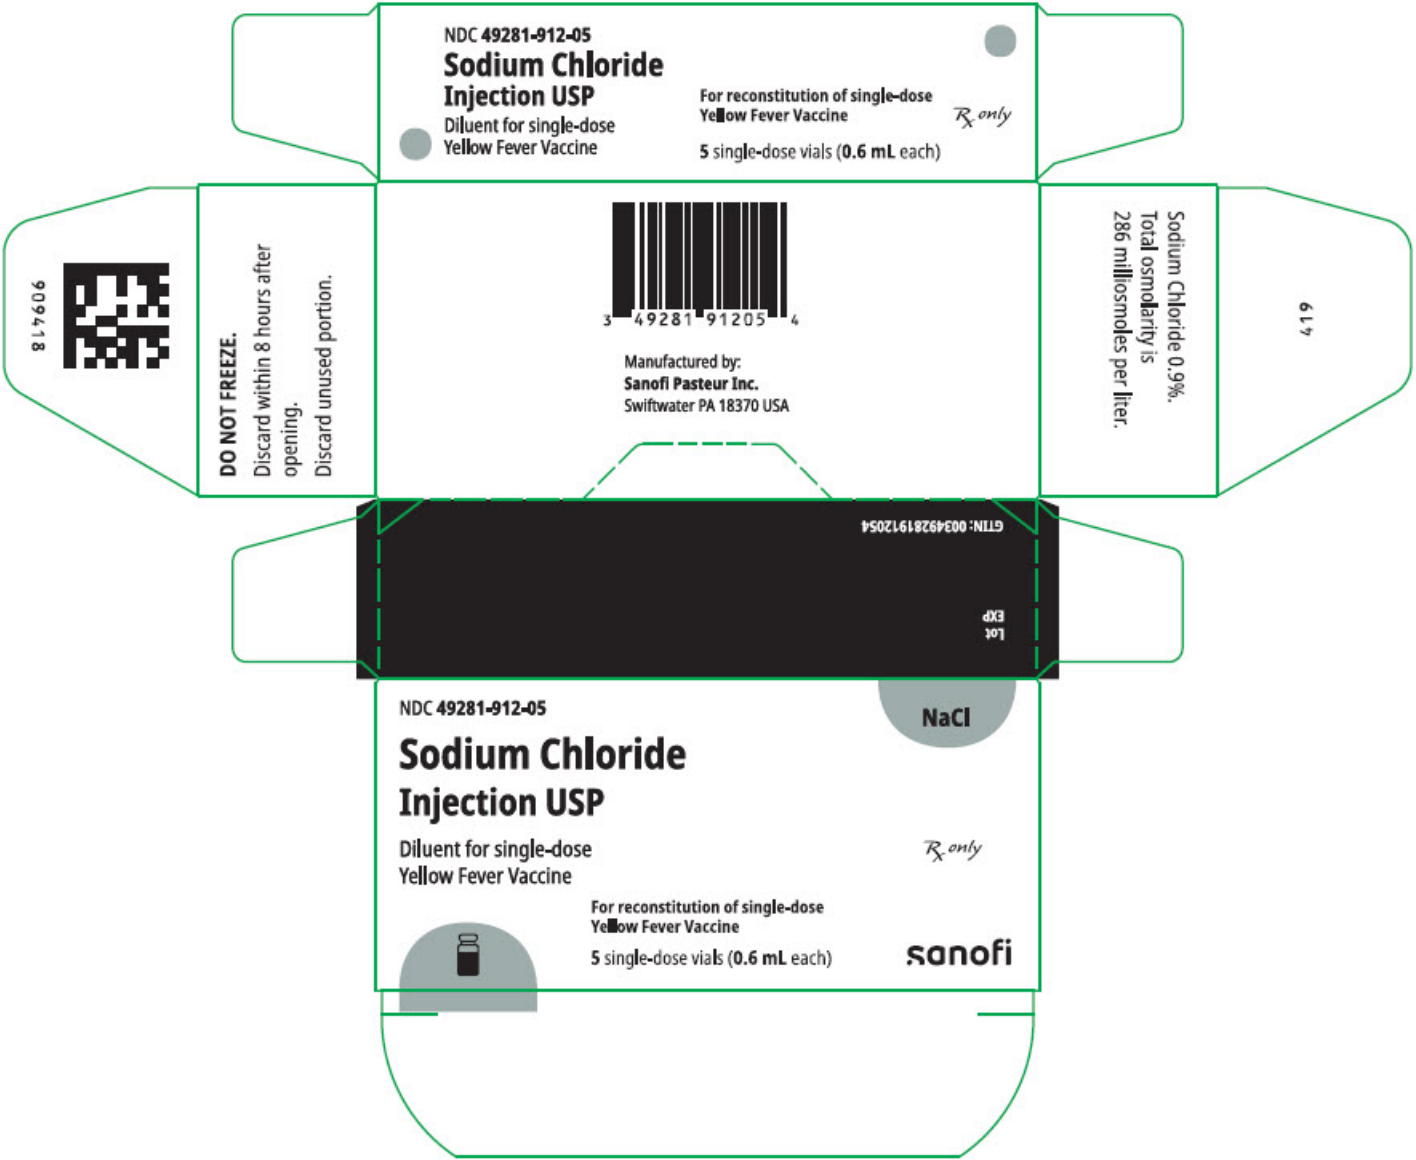 NDC 49281-912-05
Sodium Chloride
Injection USP
Diluent for single-dose
Yellow Fever Vaccine
For reconstitution of single-dose
Yellow Fever Vaccine
5 single-dose vials (0.6 mL each)
Rx only
909418
DO NOT FREEZE.
Discard within 8 hours after
opening.
Discard unused portion.
3 49281 91205 4
Manufactured by:
Sanofi Pasteur Inc.
Swiftwater PA 18370 USA
Sodium Chloride 0.9%.
Total osmolarity is
286 milliosmoles per liter.
419
GTIN: 00349281912054
Lot
EXP
NDC 49281-912-05
NaCl
Sodium Chloride
Injection USP
Diluent for single-dose
Yellow Fever Vaccine
Rx only
For reconstitution of single-dose
Yellow Fever Vaccine
5 single-dose vials (0.6 mL each)
sanofi